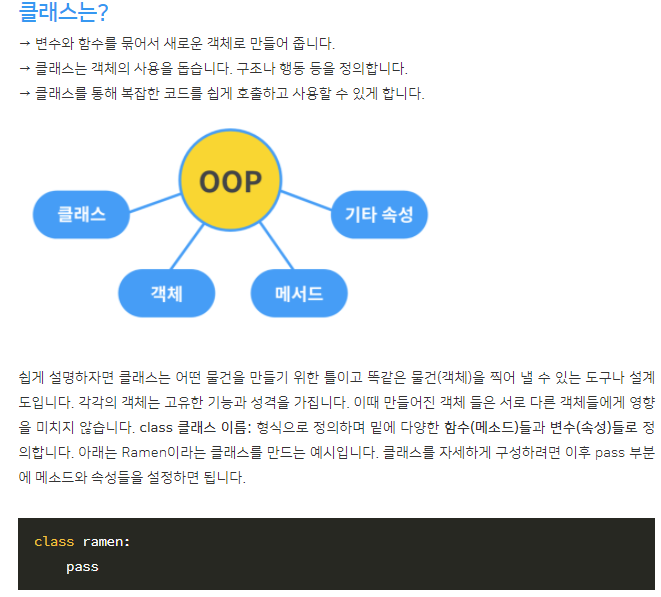 클래스는?
→ 변수와 함수를 묶어서 새로운 객체로 만들어 줍니다.
→ 클래스는 객체의 사용을 돕습니다. 구조나 행동 등을 정의합니다.
→ 클래스를 통해 복잡한 코드를 쉽게 호출하고 사용할 수 있게 합니다.
OOP
클래스
기타 속성
객체
메서드
쉽게 설명하자면 클래스는 어떤 물건을 만들기 위한 틀이고 똑같은 물건(객체)을 찍어 낼 수 있는 도구나 설계
도입니다. 각각의 객체는 고유한 기능과 성격을 가집니다. 이때 만들어진 객체 들은 서로 다른 객체들에게 영향
을 미치지 않습니다. class 클래스 이름: 형식으로 정의하며 밑에 다양한 함수(메소드)들과 변수(속성)들로 정
의합니다. 아래는 Ramen이라는 클래스를 만드는 예시입니다. 클래스를 자세하게 구성하려면 이후 pass 부분
에 메소드와 속성들을 설정하면 됩니다.
class ramen:
    pass